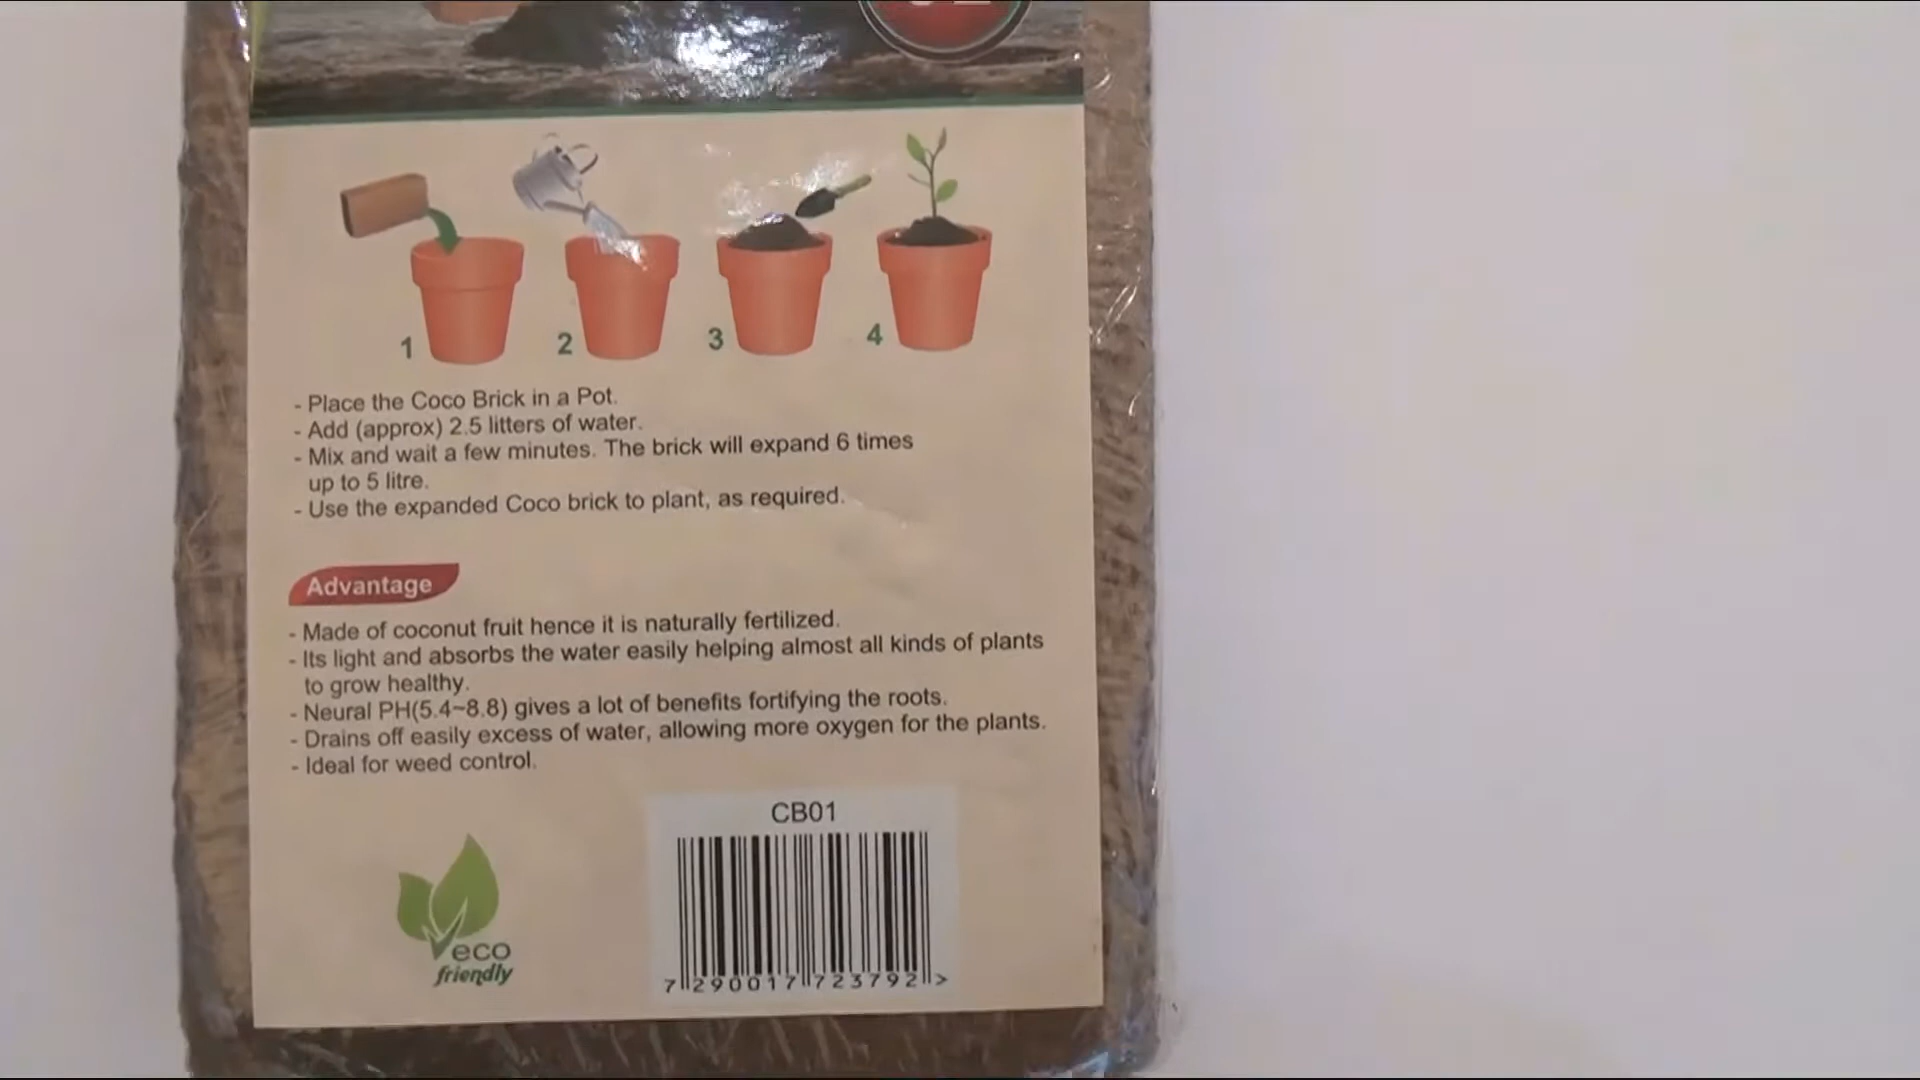 1 2 3 4
- Place the Coco Brick in a Pot.
- Add (approx) 2.5 litters of water.
- Mix and wait a few minutes. The brick will expand 6 times
up to 5 litre.
- Use the expanded Coco brick to plant, as required.
Advantage
- Made of coconut fruit hence it is naturally fertilized.
- Its light and absorbs the water easily helping almost all kinds of plants
to grow healthy.
- Neural PH(5.4~8.8) gives a lot of benefits fortifying the roots.
- Drains off easily excess of water, allowing more oxygen for the plants.
- Ideal for weed control.
eco
friendly
CB01
7 290017 723792 >